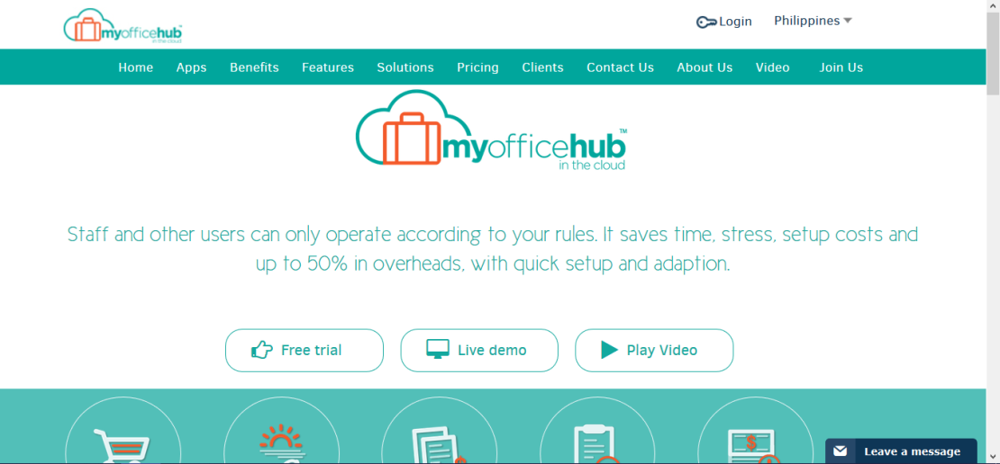 myofficehub™
in the cloud
Login
Philippines
Home Apps Benefits Features Solutions Pricing Clients Contact Us About Us Video Join Us
myofficehub™
in the cloud
Staff and other users can only operate according to your rules. It saves time, stress, setup costs and
up to 50% in overheads, with quick setup and adaption.
Free trial
Live demo
Play Video
$
Leave a message